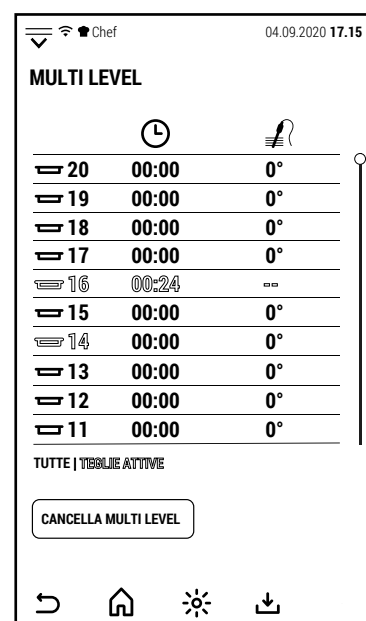 Chef 04.09.2020 17.15
MULTI LEVEL
20 00:00 0°
19 00:00 0°
18 00:00 0°
17 00:00 0°
16 00:24 --
15 00:00 0°
14 00:00 0°
13 00:00 0°
12 00:00 0°
11 00:00 0°
TUTTE | TEGLIE ATTIVE
CANCELLA MULTI LEVEL